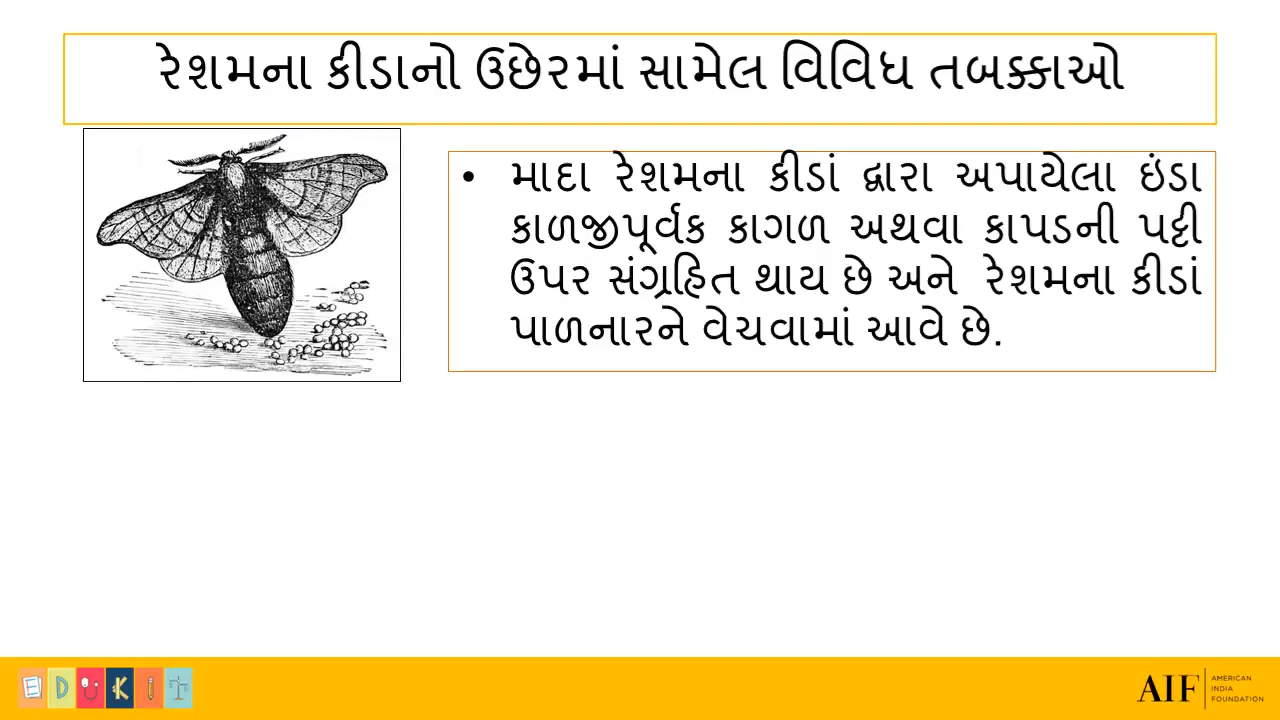 રેશમના કીડાનો ઉછેરમાં સામેલ વિવિધ તબક્કાઓ
• માદા રેશમના કીડાં દ્વારા અપાયેલા ઇંડા
કાળજીપૂર્વક કાગળ અથવા કાપડની પટ્ટી
ઉપર સંગ્રહિત થાય છે અને રેશમના કીડાં
પાળનારને વેચવામાં આવે છે.
EDUKIT
AIF
AMERICAN
INDIA
FOUNDATION